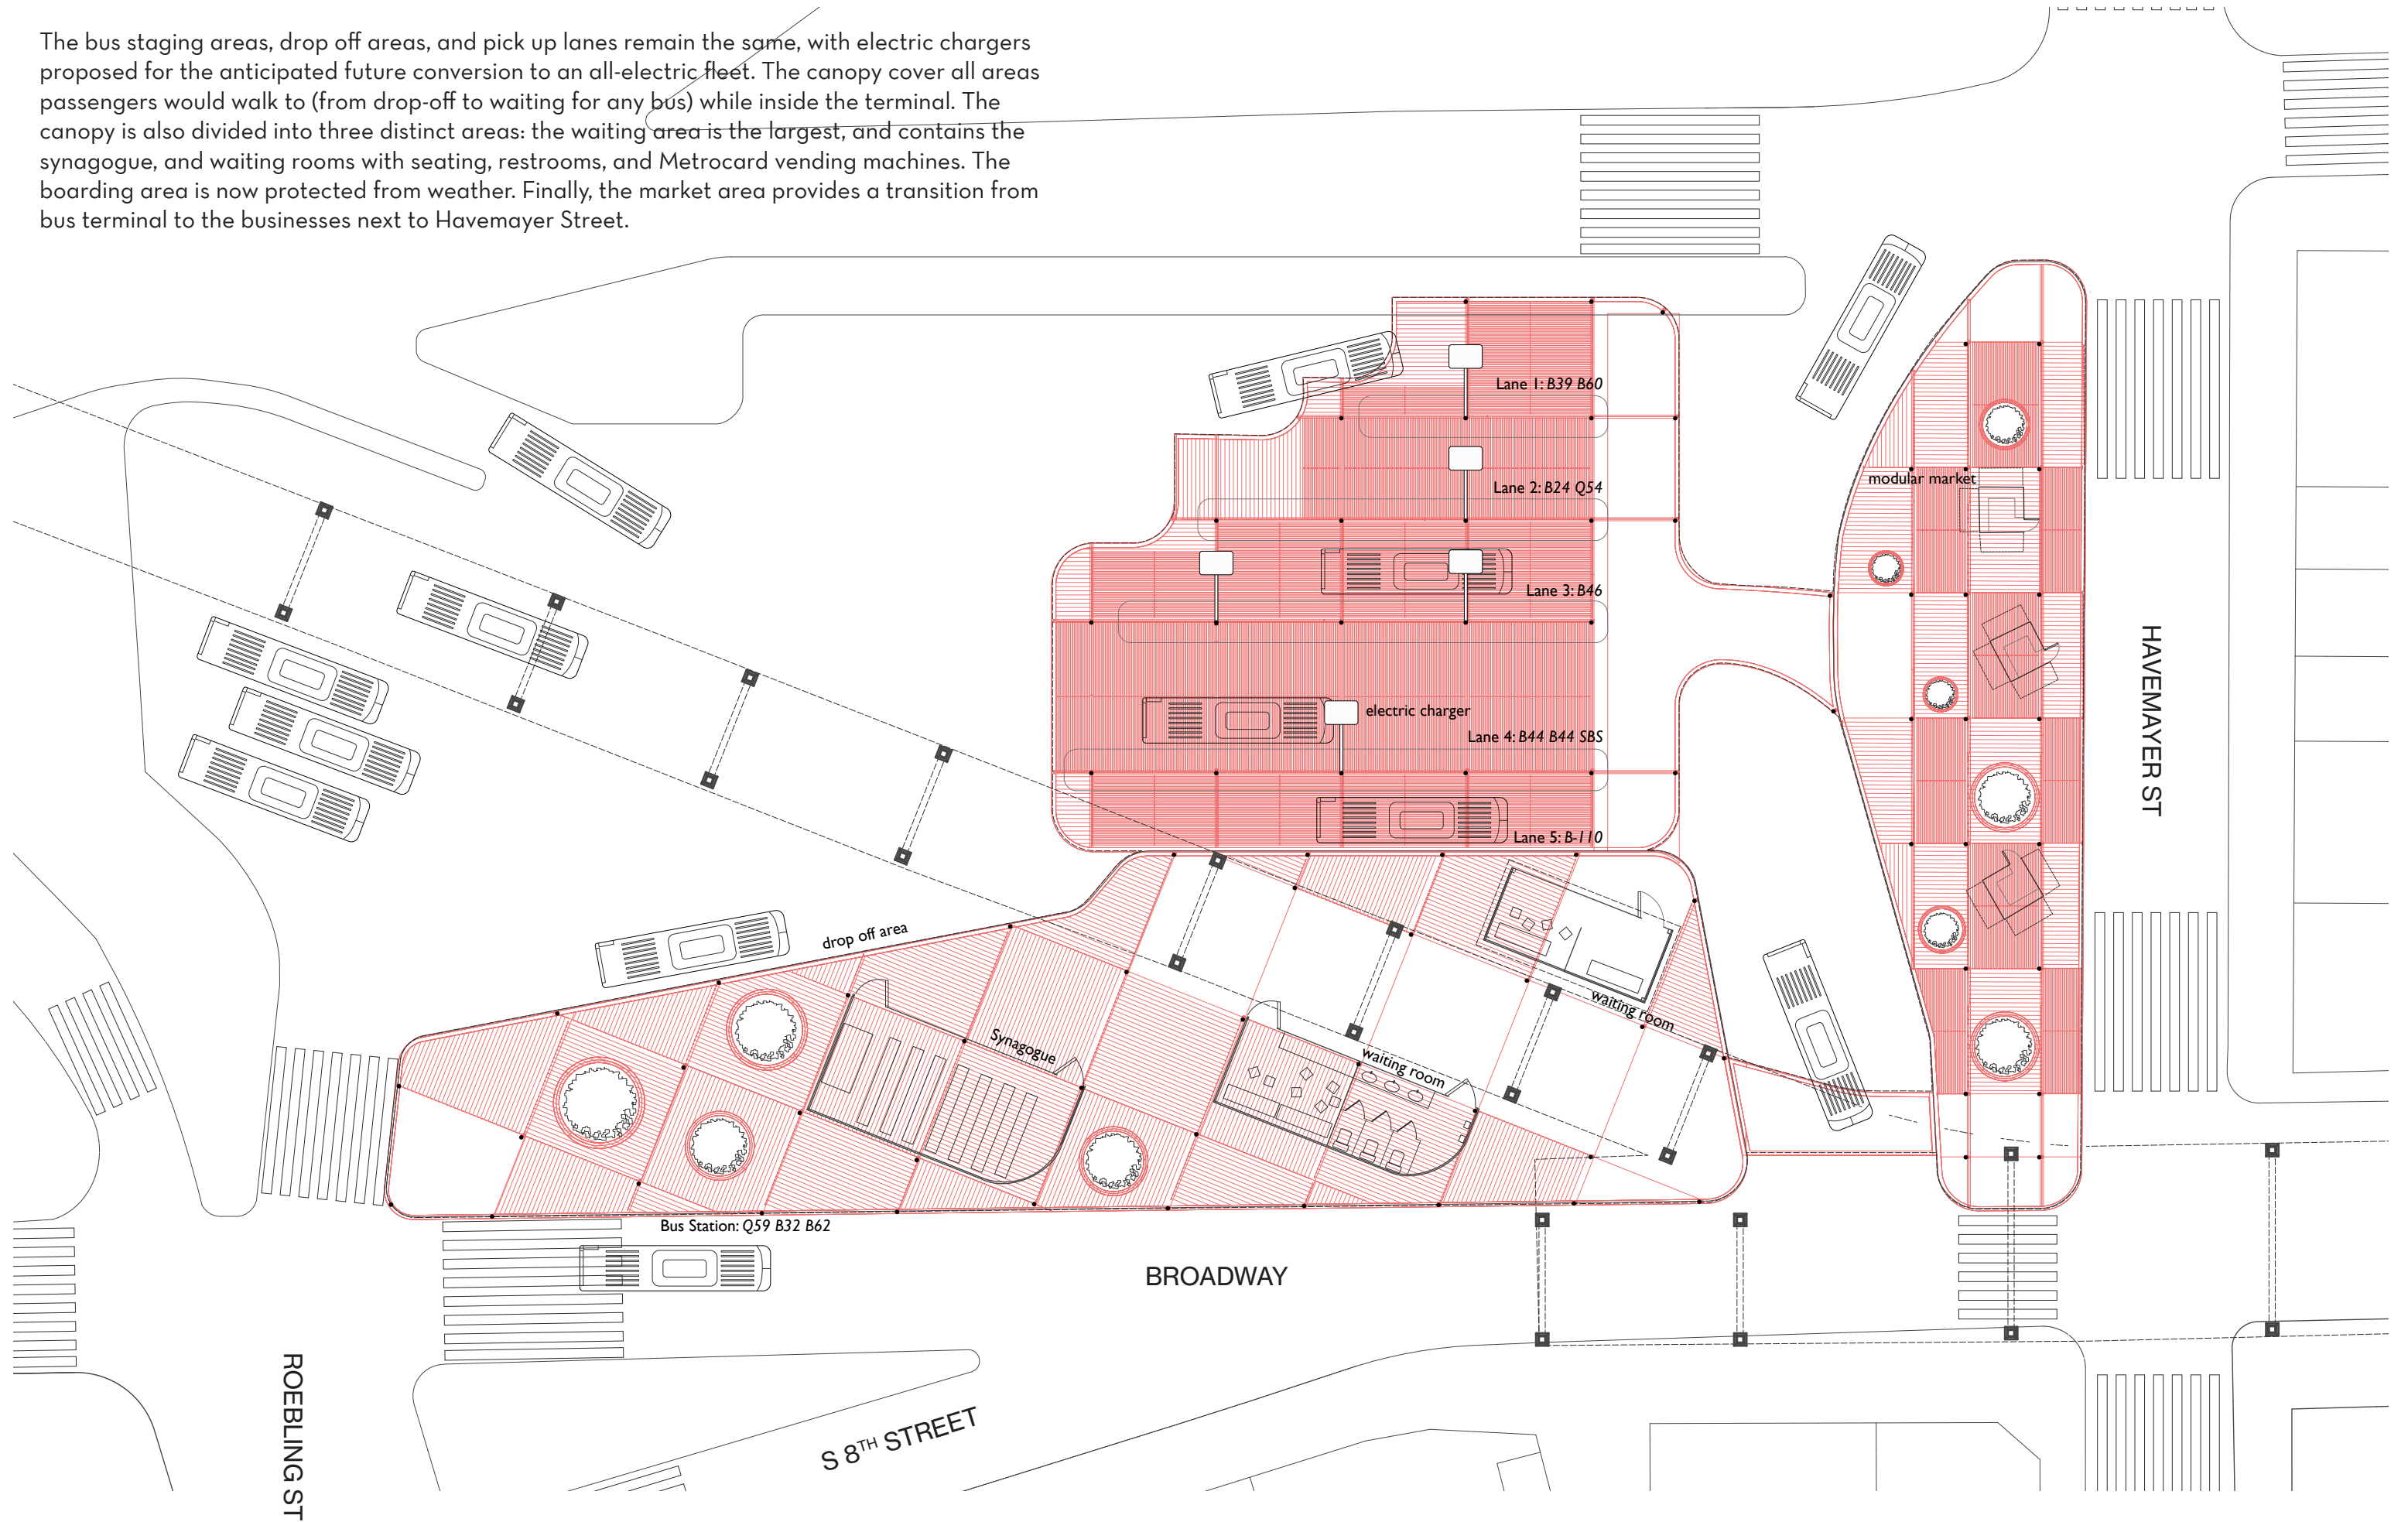 The bus staging areas, drop off areas, and pick up lanes remain the same, with electric chargers
proposed for the anticipated future conversion to an all-electric fleet. The canopy cover all areas
passengers would walk to (from drop-off to waiting for any bus) while inside the terminal. The
canopy is also divided into three distinct areas: the waiting area is the largest, and contains the
synagogue, and waiting rooms with seating, restrooms, and Metrocard vending machines. The
boarding area is now protected from weather. Finally, the market area provides a transition from
bus terminal to the businesses next to Havemayer Street.
Lane 1: B39 B60
modular market
Lane 2: B24 Q54
Lane 3: B46
electric charger
Lane 4: B44 B44 SBS
HAVEMAYER ST
Lane 5: B-110
drop off area
waiting room
Synagogue
waiting room
Bus Station: Q59 B32 B62
BROADWAY
ROEBLING ST
S 8TH STREET